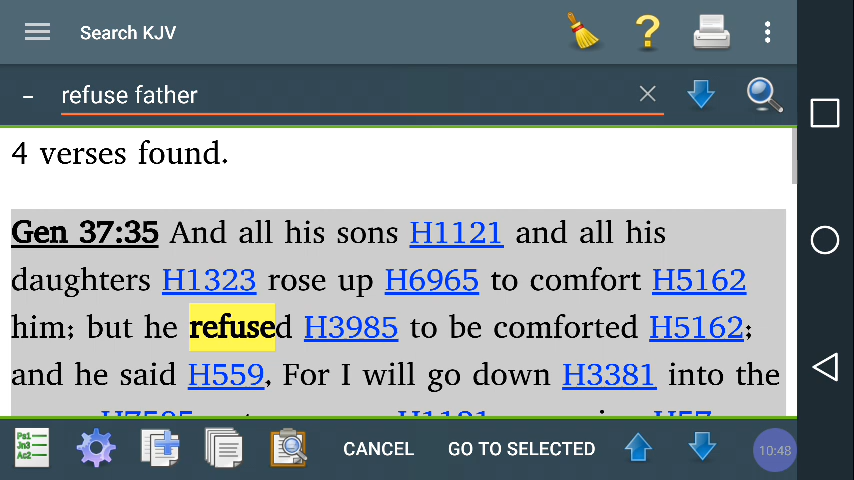 Search KJV
refuse father
4 verses found.
Gen 37:35 And all his sons H1121 and all his
daughters H1323 rose up H6965 to comfort H5162
him; but he refused H3985 to be comforted H5162;
and he said H559, For I will go down H3381 into the
CANCEL GO TO SELECTED
10:48